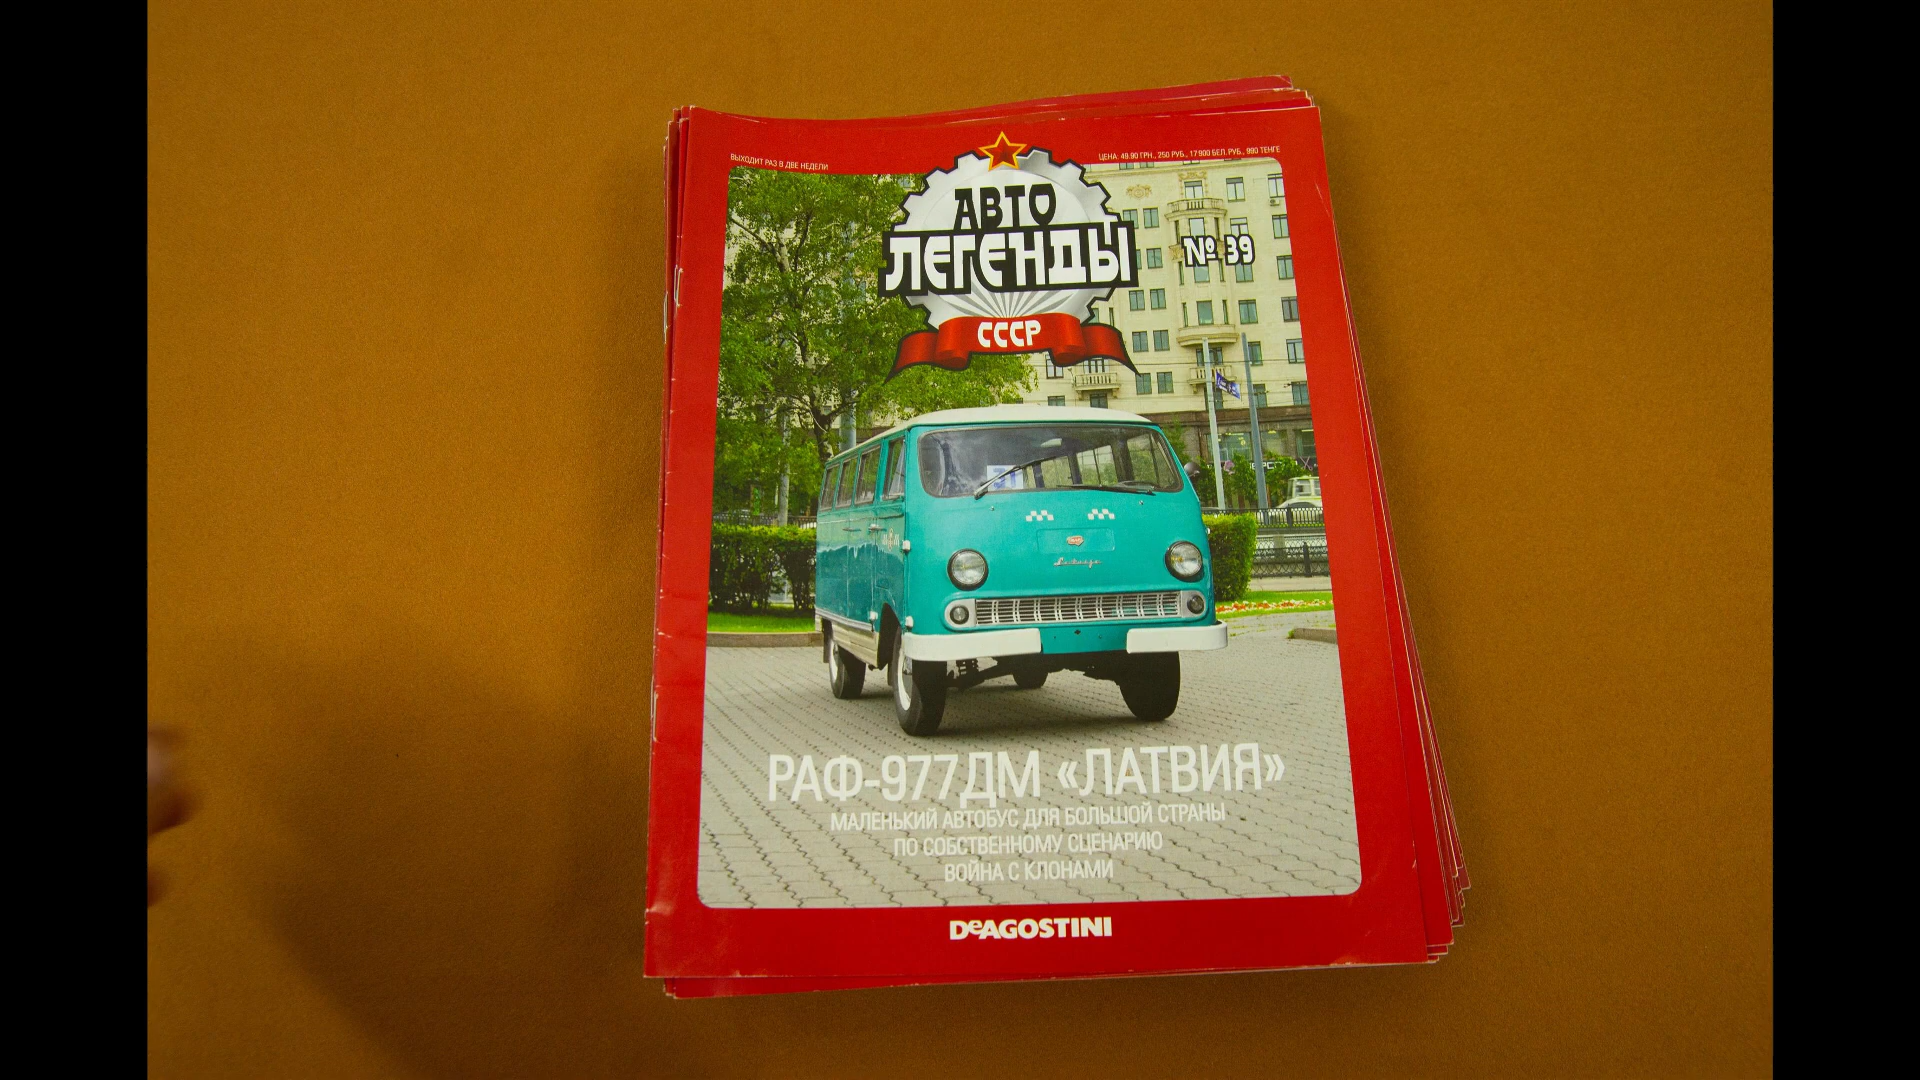 ВЫХОДИТ РАЗ В ДВЕ НЕДЕЛИ
ЦЕНА: 49.90 ГРН., 250 РУБ., 17 900 БЕЛ. РУБ., 990 ТЕНГЕ
АВТО
ЛЕГЕНДЫ
№ 39
СССР
РАФ-977ДМ «ЛАТВИЯ»
МАЛЕНЬКИЙ АВТОБУС ДЛЯ БОЛЬШОЙ СТРАНЫ
ПО СОБСТВЕННОМУ СЦЕНАРИЮ
ВОЙНА С КЛОНАМИ
DeAGOSTINI